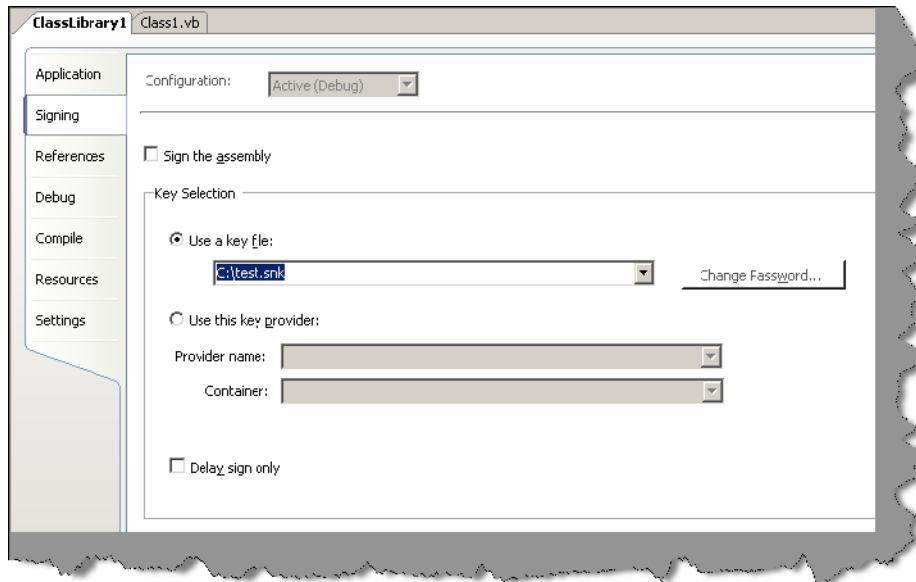 ClassLibrary1 Class1.vb
Application
Configuration: Active (Debug)
Signing
References
Sign the assembly
Debug
Key Selection
Compile
Use a key file:
Resources
C:\test.snk Change Password...
Settings
Use this key provider:
Provider name:
Container:
Delay sign only